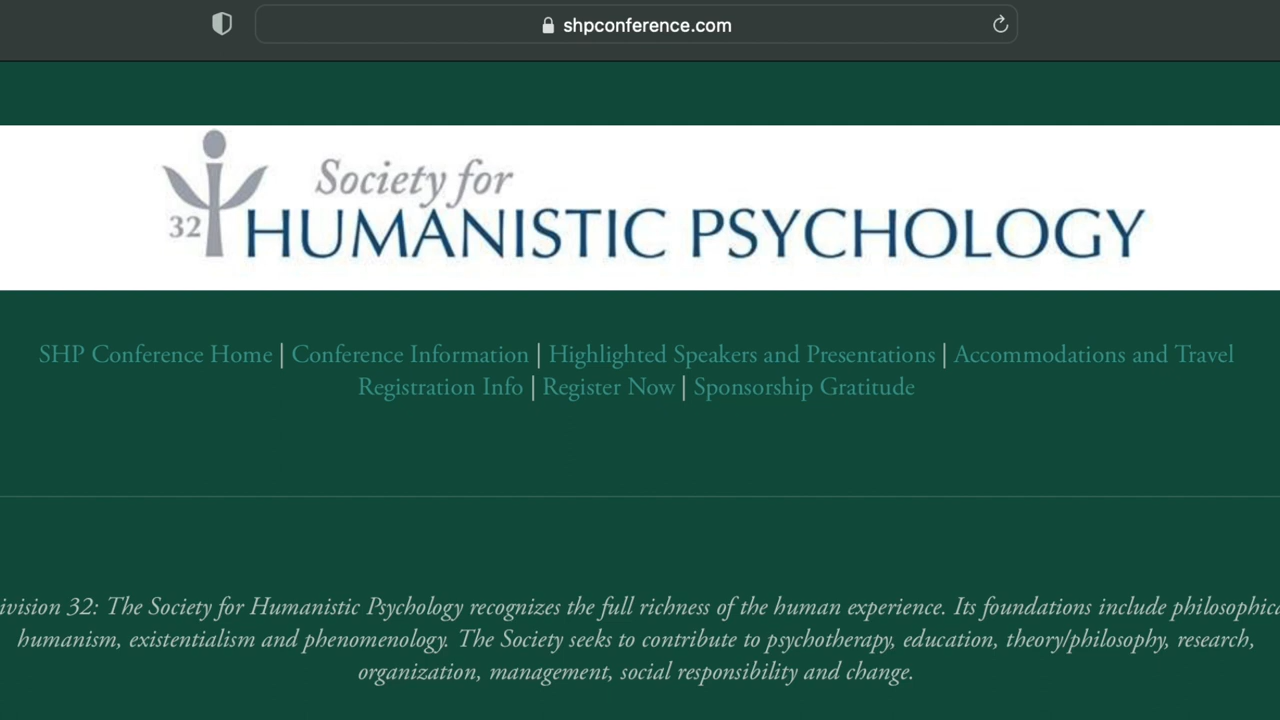 shpconference.com
Society for
32 HUMANISTIC PSYCHOLOGY
SHP Conference Home | Conference Information | Highlighted Speakers and Presentations | Accommodations and Travel
Registration Info | Register Now | Sponsorship Gratitude
ivision 32: The Society for Humanistic Psychology recognizes the full richness of the human experience. Its foundations include philosophica
humanism, existentialism and phenomenology. The Society seeks to contribute to psychotherapy, education, theory/philosophy, research,
organization, management, social responsibility and change.